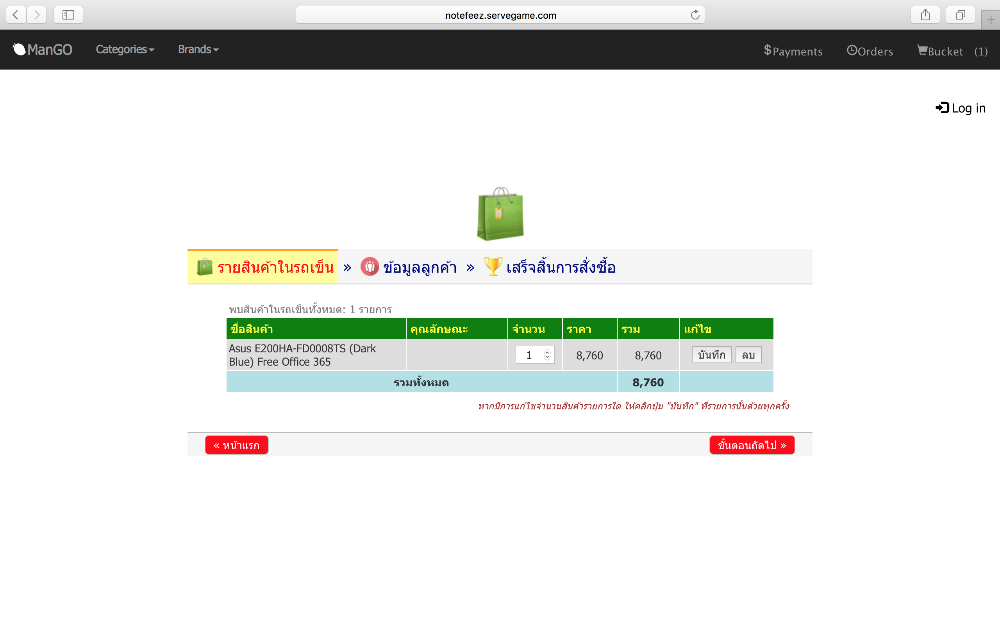 notefeez.servegame.com
ManGO Categories Brands $Payments Orders Bucket (1)
Log in
รายสินค้าในรถเข็น » ข้อมูลลูกค้า » เสร็จสิ้นการสั่งซื้อ
พบสินค้าในรถเข็นทั้งหมด: 1 รายการ
ชื่อสินค้า คุณลักษณะ จำนวน ราคา รวม แก้ไข
Asus E200HA-FD0008TS (Dark
Blue) Free Office 365 1 8,760 8,760 บันทึก ลบ
รวมทั้งหมด 8,760
หากมีการแก้ไขจำนวนสินค้ารายการใด ให้คลิกปุ่ม "บันทึก" ที่รายการนั้นด้วยทุกครั้ง
« หน้าแรก ขั้นตอนถัดไป »